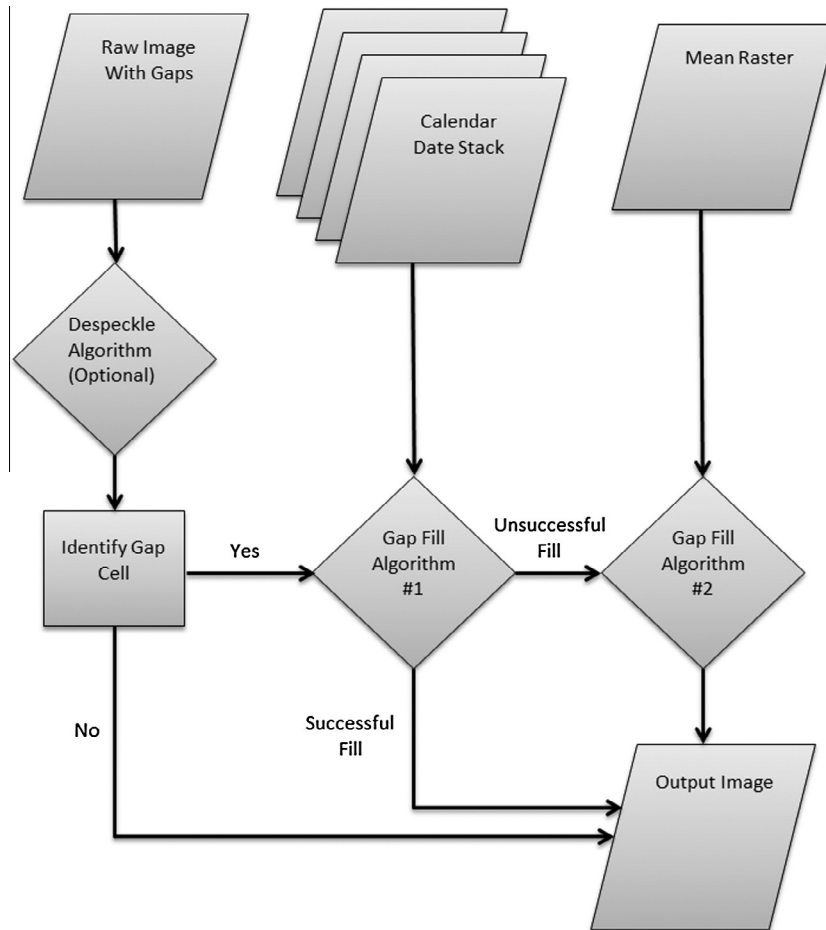 Raw Image
With Gaps
Calendar
Date Stack
Mean Raster
Despeckle
Algorithm
(Optional)
Identify Gap
Cell
Yes
Gap Fill
Algorithm
#1
Unsuccessful
Fill
Gap Fill
Algorithm
#2
No
Successful
Fill
Output Image